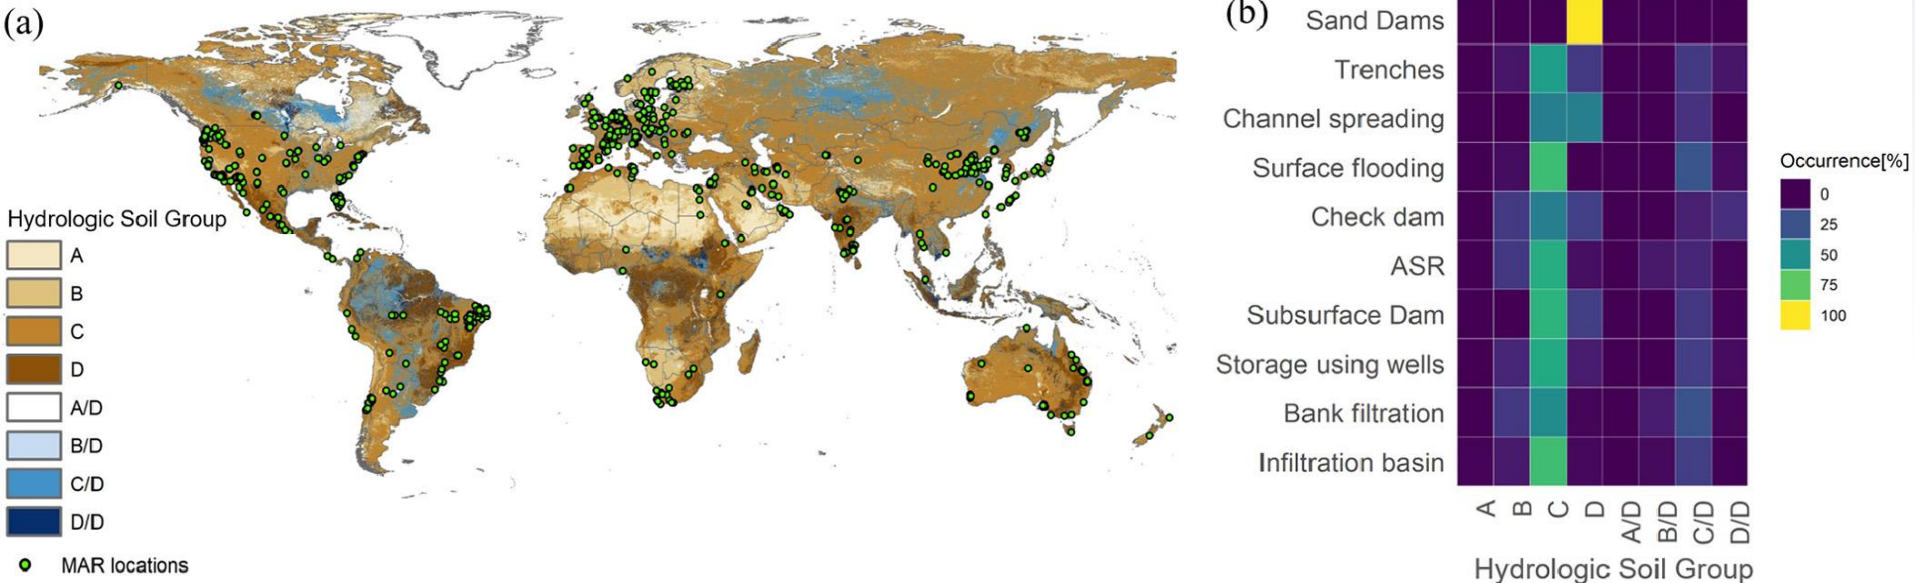 (a)
Hydrologic Soil Group
A
B
C
D
A/D
B/D
C/D
D/D
MAR locations
(b)
Sand Dams
Trenches
Channel spreading
Surface flooding
Check dam
ASR
Subsurface Dam
Storage using wells
Bank filtration
Infiltration basin
A B C D A/D B/D C/D D/D
Hydrologic Soil Group
Occurrence[%]
0
25
50
75
100